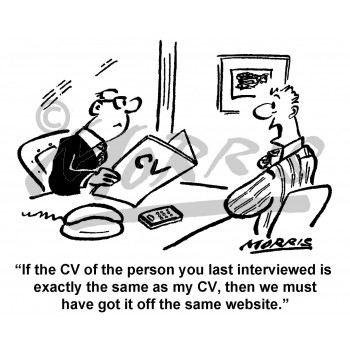 CV
© MORRIS
MORRIS
“If the CV of the person you last interviewed is
exactly the same as my CV, then we must
have got it off the same website.”